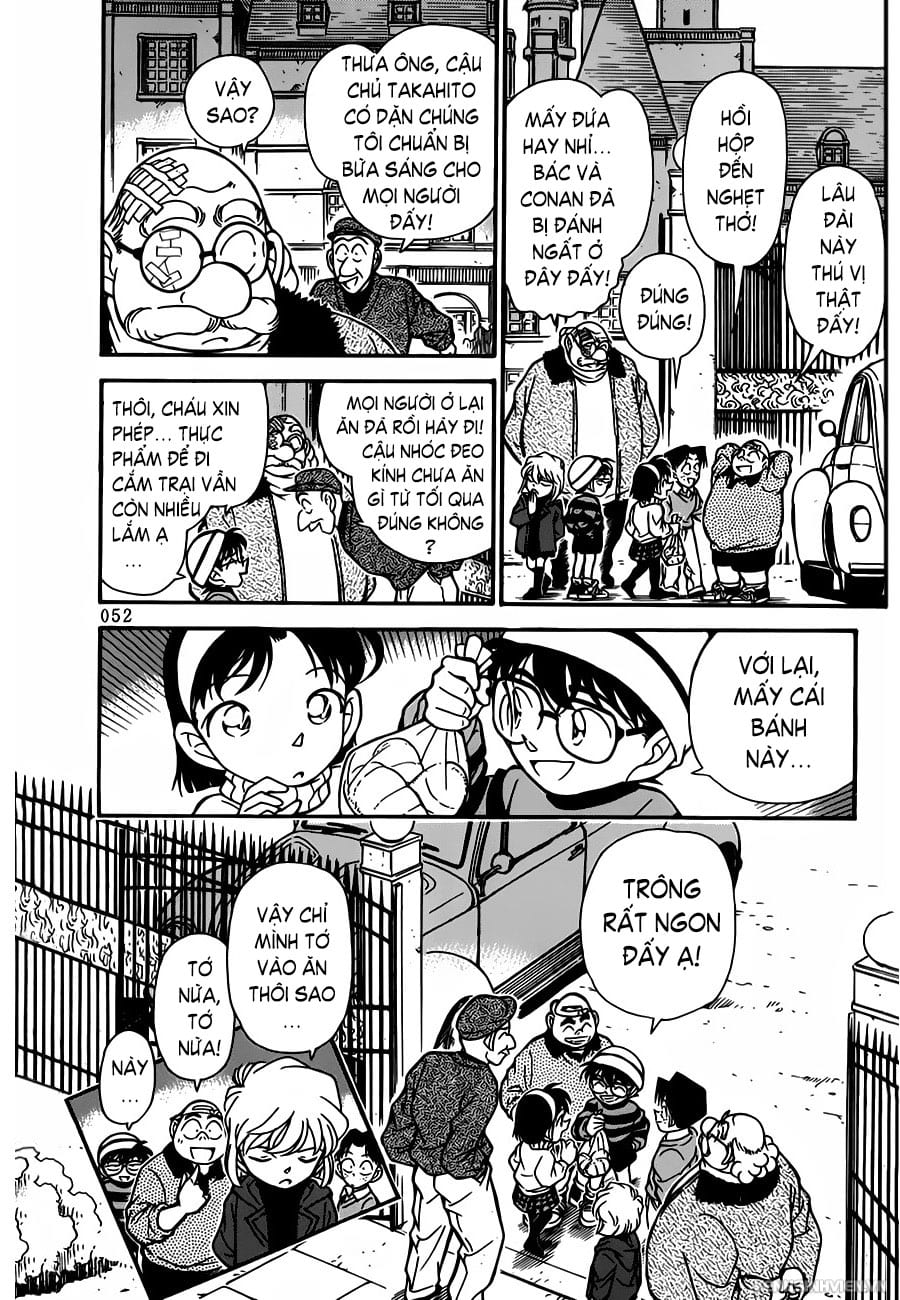 LÂU
ĐÀI
NÀY
THÚ VỊ
THẬT
ĐẤY!
HỒI
HỘP
ĐẾN
NGHẸT
THỞ!
ĐÚNG
ĐÚNG!
MẤY ĐỨA
HAY NHỈ...
BÁC VÀ
CONAN ĐÃ
BỊ ĐÁNH
NGẤT Ở
ĐÂY ĐẤY!
THƯA ÔNG, CẬU
CHỦ TAKAHITO
CÓ DẶN CHÚNG
TÔI CHUẨN BỊ
BỮA SÁNG CHO
MỌI NGƯỜI
ĐẤY!
VẬY
SAO?
MỌI NGƯỜI Ở LẠI
ĂN ĐÃ RỒI HÃY ĐI!
CẬU NHÓC ĐEO
KÍNH CHƯA ĂN
GÌ TỪ TỐI QUA
ĐÚNG KHÔNG
?
THÔI, CHÁU XIN
PHÉP... THỰC
PHẨM ĐỂ ĐI
CẮM TRẠI VẪN
CÒN NHIỀU
LẮM Ạ
...
052
VỚI LẠI,
MẤY CÁI
BÁNH
NÀY...
TRÔNG
RẤT NGON
ĐẤY Ạ!
VẬY CHỈ
MÌNH TỚ
VÀO ĂN
THÔI SAO
...
TỚ
NỮA,
TỚ
NỮA!
NÀY
...